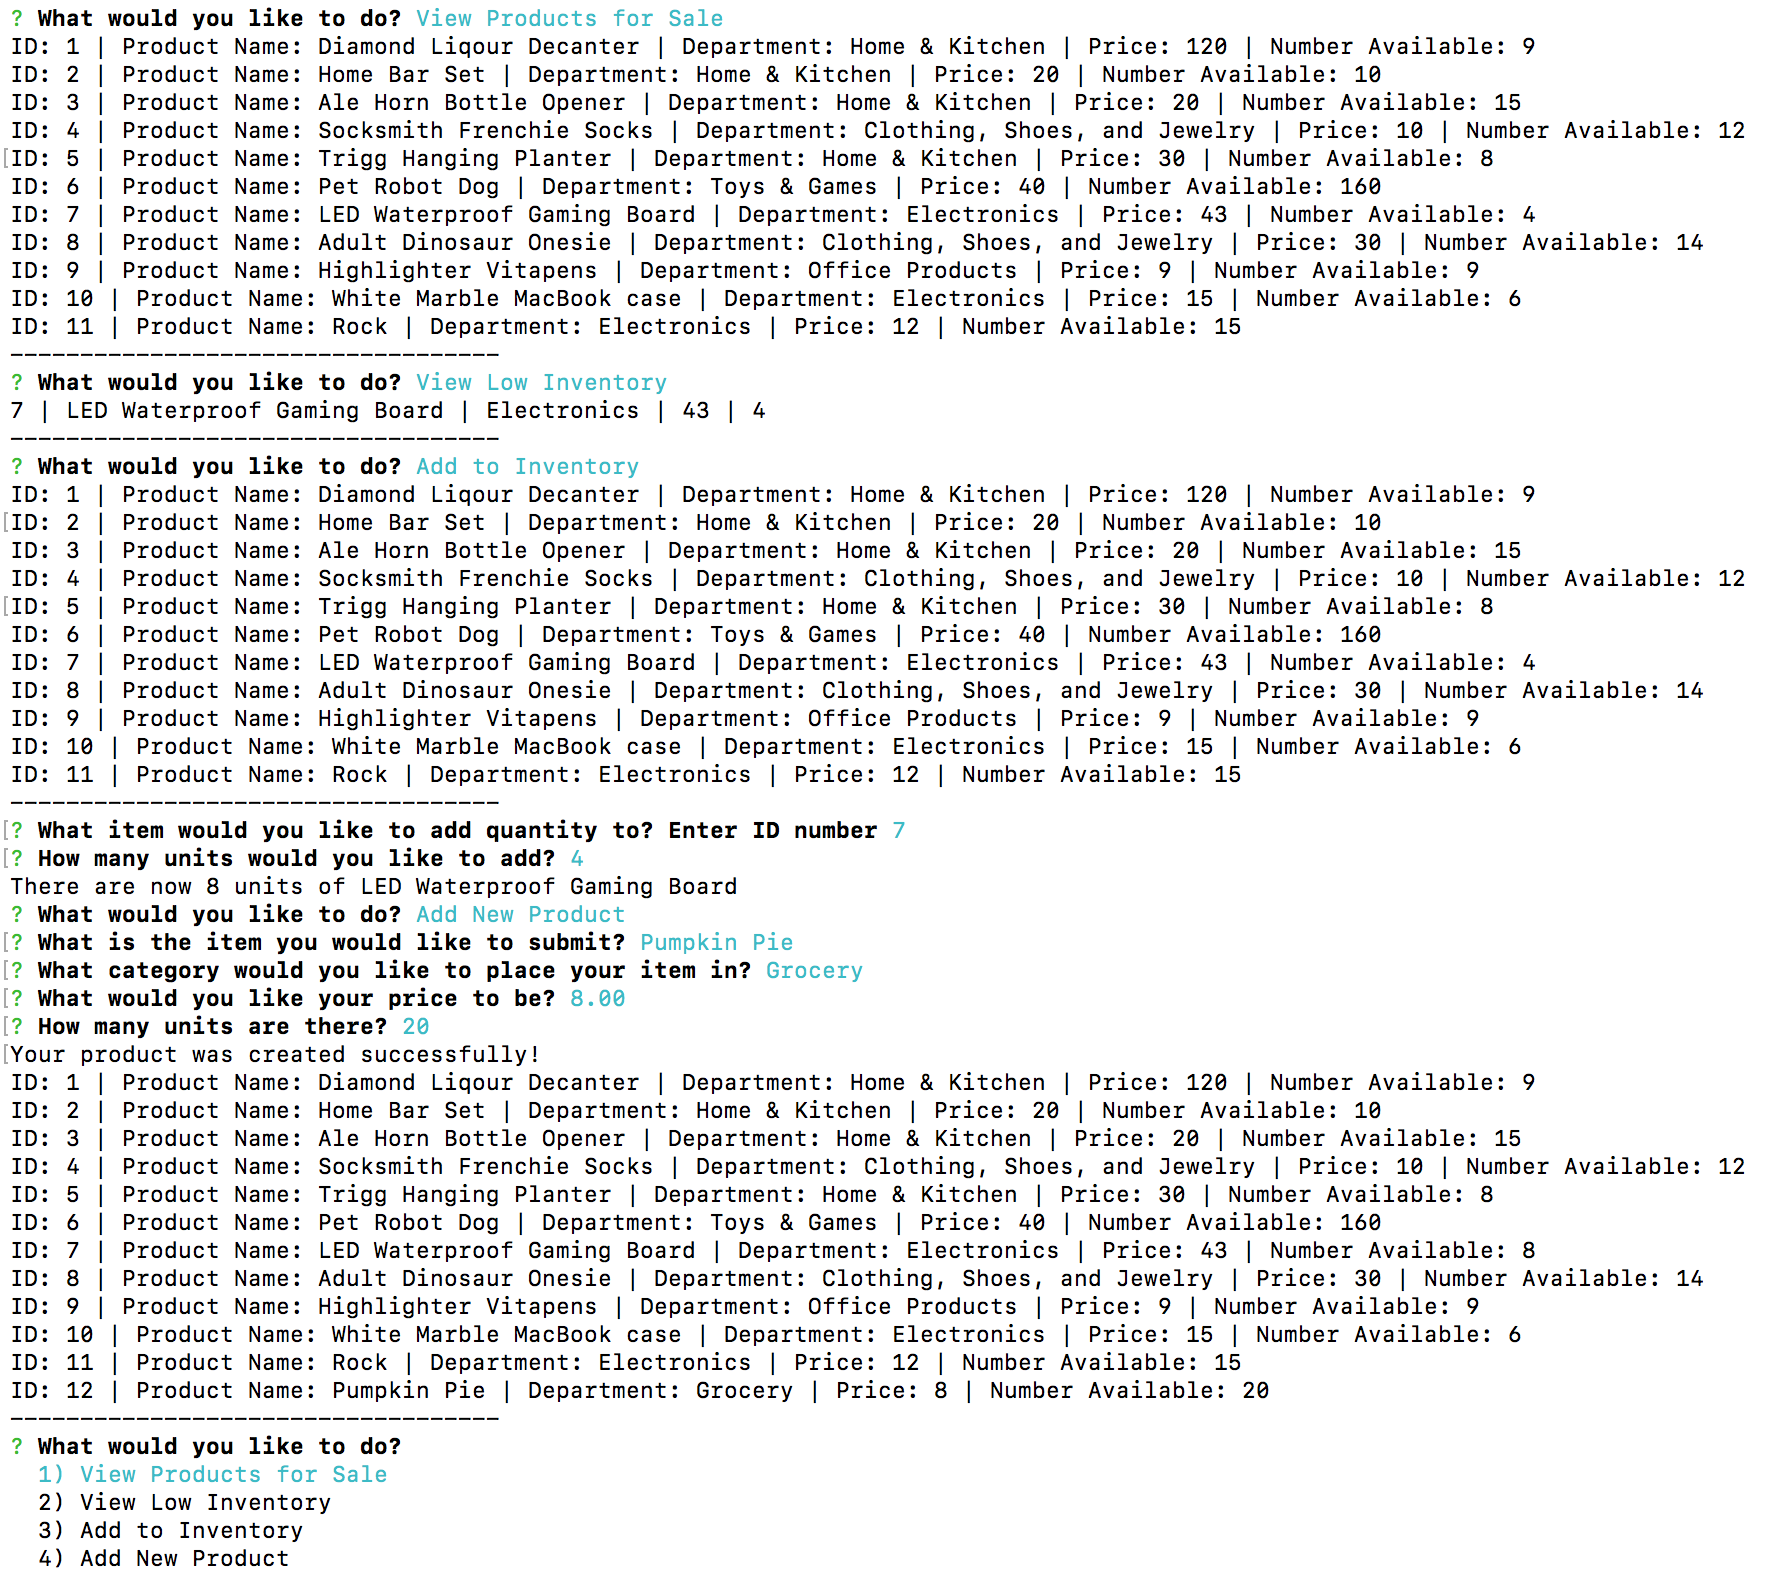 ? What would you like to do? View Products for Sale
ID: 1 | Product Name: Diamond Liqour Decanter | Department: Home & Kitchen | Price: 120 | Number Available: 9
ID: 2 | Product Name: Home Bar Set | Department: Home & Kitchen | Price: 20 | Number Available: 10
ID: 3 | Product Name: Ale Horn Bottle Opener | Department: Home & Kitchen | Price: 20 | Number Available: 15
ID: 4 | Product Name: Socksmith Frenchie Socks | Department: Clothing, Shoes, and Jewelry | Price: 10 | Number Available: 12
[ID: 5 | Product Name: Trigg Hanging Planter | Department: Home & Kitchen | Price: 30 | Number Available: 8
ID: 6 | Product Name: Pet Robot Dog | Department: Toys & Games | Price: 40 | Number Available: 160
ID: 7 | Product Name: LED Waterproof Gaming Board | Department: Electronics | Price: 43 | Number Available: 4
ID: 8 | Product Name: Adult Dinosaur Onesie | Department: Clothing, Shoes, and Jewelry | Price: 30 | Number Available: 14
ID: 9 | Product Name: Highlighter Vitapens | Department: Office Products | Price: 9 | Number Available: 9
ID: 10 | Product Name: White Marble MacBook case | Department: Electronics | Price: 15 | Number Available: 6
ID: 11 | Product Name: Rock | Department: Electronics | Price: 12 | Number Available: 15
-----------------------------------
? What would you like to do? View Low Inventory
7 | LED Waterproof Gaming Board | Electronics | 43 | 4
-----------------------------------
? What would you like to do? Add to Inventory
ID: 1 | Product Name: Diamond Liqour Decanter | Department: Home & Kitchen | Price: 120 | Number Available: 9
[ID: 2 | Product Name: Home Bar Set | Department: Home & Kitchen | Price: 20 | Number Available: 10
ID: 3 | Product Name: Ale Horn Bottle Opener | Department: Home & Kitchen | Price: 20 | Number Available: 15
ID: 4 | Product Name: Socksmith Frenchie Socks | Department: Clothing, Shoes, and Jewelry | Price: 10 | Number Available: 12
[ID: 5 | Product Name: Trigg Hanging Planter | Department: Home & Kitchen | Price: 30 | Number Available: 8
ID: 6 | Product Name: Pet Robot Dog | Department: Toys & Games | Price: 40 | Number Available: 160
ID: 7 | Product Name: LED Waterproof Gaming Board | Department: Electronics | Price: 43 | Number Available: 4
ID: 8 | Product Name: Adult Dinosaur Onesie | Department: Clothing, Shoes, and Jewelry | Price: 30 | Number Available: 14
ID: 9 | Product Name: Highlighter Vitapens | Department: Office Products | Price: 9 | Number Available: 9
ID: 10 | Product Name: White Marble MacBook case | Department: Electronics | Price: 15 | Number Available: 6
ID: 11 | Product Name: Rock | Department: Electronics | Price: 12 | Number Available: 15
-----------------------------------
[? What item would you like to add quantity to? Enter ID number 7
[? How many units would you like to add? 4
There are now 8 units of LED Waterproof Gaming Board
? What would you like to do? Add New Product
[? What is the item you would like to submit? Pumpkin Pie
[? What category would you like to place your item in? Grocery
[? What would you like your price to be? 8.00
[? How many units are there? 20
[Your product was created successfully!
ID: 1 | Product Name: Diamond Liqour Decanter | Department: Home & Kitchen | Price: 120 | Number Available: 9
ID: 2 | Product Name: Home Bar Set | Department: Home & Kitchen | Price: 20 | Number Available: 10
ID: 3 | Product Name: Ale Horn Bottle Opener | Department: Home & Kitchen | Price: 20 | Number Available: 15
ID: 4 | Product Name: Socksmith Frenchie Socks | Department: Clothing, Shoes, and Jewelry | Price: 10 | Number Available: 12
ID: 5 | Product Name: Trigg Hanging Planter | Department: Home & Kitchen | Price: 30 | Number Available: 8
ID: 6 | Product Name: Pet Robot Dog | Department: Toys & Games | Price: 40 | Number Available: 160
ID: 7 | Product Name: LED Waterproof Gaming Board | Department: Electronics | Price: 43 | Number Available: 8
ID: 8 | Product Name: Adult Dinosaur Onesie | Department: Clothing, Shoes, and Jewelry | Price: 30 | Number Available: 14
ID: 9 | Product Name: Highlighter Vitapens | Department: Office Products | Price: 9 | Number Available: 9
ID: 10 | Product Name: White Marble MacBook case | Department: Electronics | Price: 15 | Number Available: 6
ID: 11 | Product Name: Rock | Department: Electronics | Price: 12 | Number Available: 15
ID: 12 | Product Name: Pumpkin Pie | Department: Grocery | Price: 8 | Number Available: 20
-----------------------------------
? What would you like to do?
1) View Products for Sale
2) View Low Inventory
3) Add to Inventory
4) Add New Product